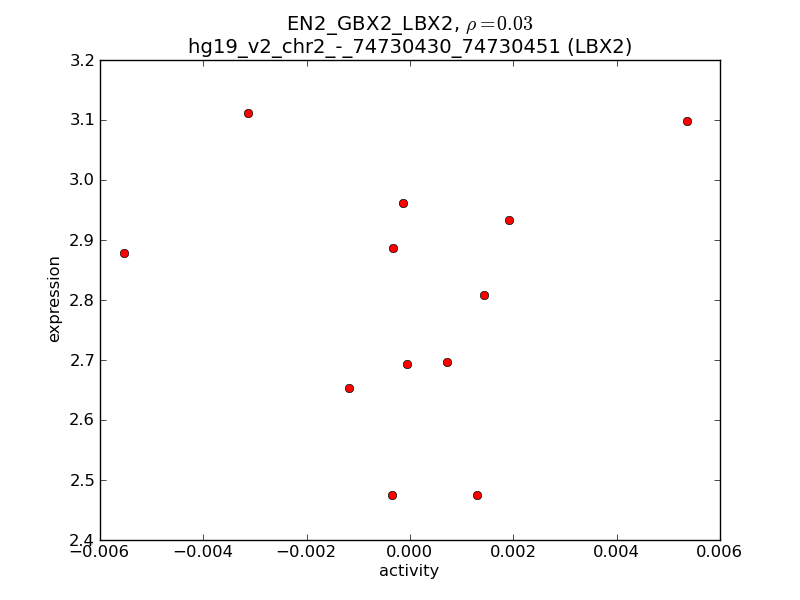 EN2_GBX2_LBX2, ρ = 0.03
hg19_v2_chr2_-_74730430_74730451 (LBX2)
3.2
3.1
3.0
2.9
2.8
2.7
2.6
2.5
2.4
expression
−0.006 −0.004 −0.002 0.000 0.002 0.004 0.006
activity